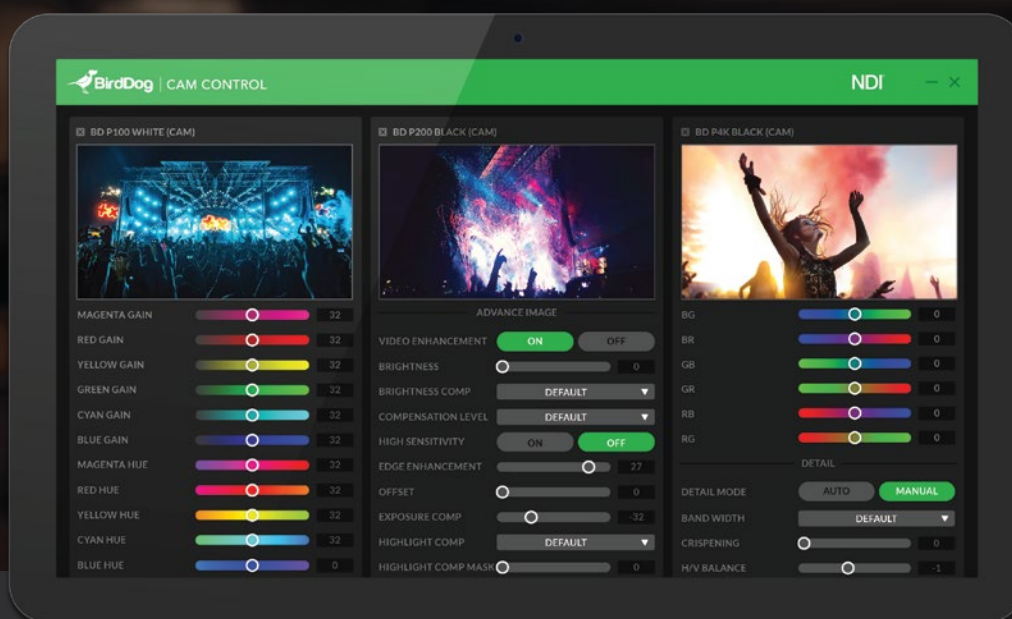 BirdDog | CAM CONTROL
NDI
BD P100 WHITE (CAM)
MAGENTA GAIN 32
RED GAIN 32
YELLOW GAIN 32
GREEN GAIN 32
CYAN GAIN 32
BLUE GAIN 32
MAGENTA HUE 32
RED HUE 32
YELLOW HUE 32
CYAN HUE 32
BLUE HUE 0
BD P200 BLACK (CAM)
ADVANCE IMAGE
VIDEO ENHANCEMENT ON OFF
BRIGHTNESS 0
BRIGHTNESS COMP DEFAULT
COMPENSATION LEVEL DEFAULT
HIGH SENSITIVITY ON OFF
EDGE ENHANCEMENT 27
OFFSET 0
EXPOSURE COMP -32
HIGHLIGHT COMP DEFAULT
HIGHLIGHT COMP MASK 0
BD P4K BLACK (CAM)
BG 0
BR 0
GB 0
GR 0
RB 0
RG 0
DETAIL
DETAIL MODE AUTO MANUAL
BAND WIDTH DEFAULT
CRISPENING 0
H/V BALANCE -1